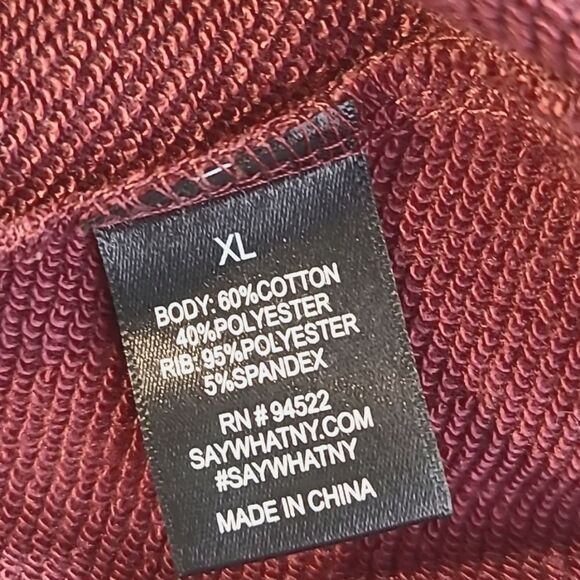 XL
BODY: 60%COTTON
40%POLYESTER
RIB: 95%POLYESTER
5%SPANDEX
RN # 94522
SAYWHATNY.COM
#SAYWHATNY
MADE IN CHINA